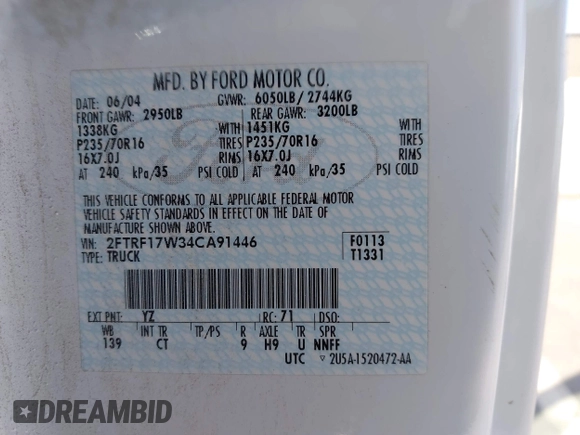 MFD. BY FORD MOTOR CO.
DATE: 06/04 GVWR: 6050LB/ 2744KG
FRONT GAWR: 2950LB REAR GAWR: 3200LB
1338KG WITH 1451KG WITH
P235/70R16 TIRES P235/70R16 TIRES
16X7.0J RIMS 16X7.0J RIMS
AT 240 kPa/35 PSI COLD AT 240 kPa/35 PSI COLD
THIS VEHICLE CONFORMS TO ALL APPLICABLE FEDERAL MOTOR
VEHICLE SAFETY STANDARDS IN EFFECT ON THE DATE OF
MANUFACTURE SHOWN ABOVE.
VIN: 2FTRF17W34CA91446 F0113
TYPE: TRUCK T1331
EXT PNT: YZ RC: 71 DSO:
WB INT TR TP/PS R AXLE TR SPR
139 CT 9 H9 U NNFF
UTC ▽ 2U5A-1520472-AA
Ford
DREAMBID